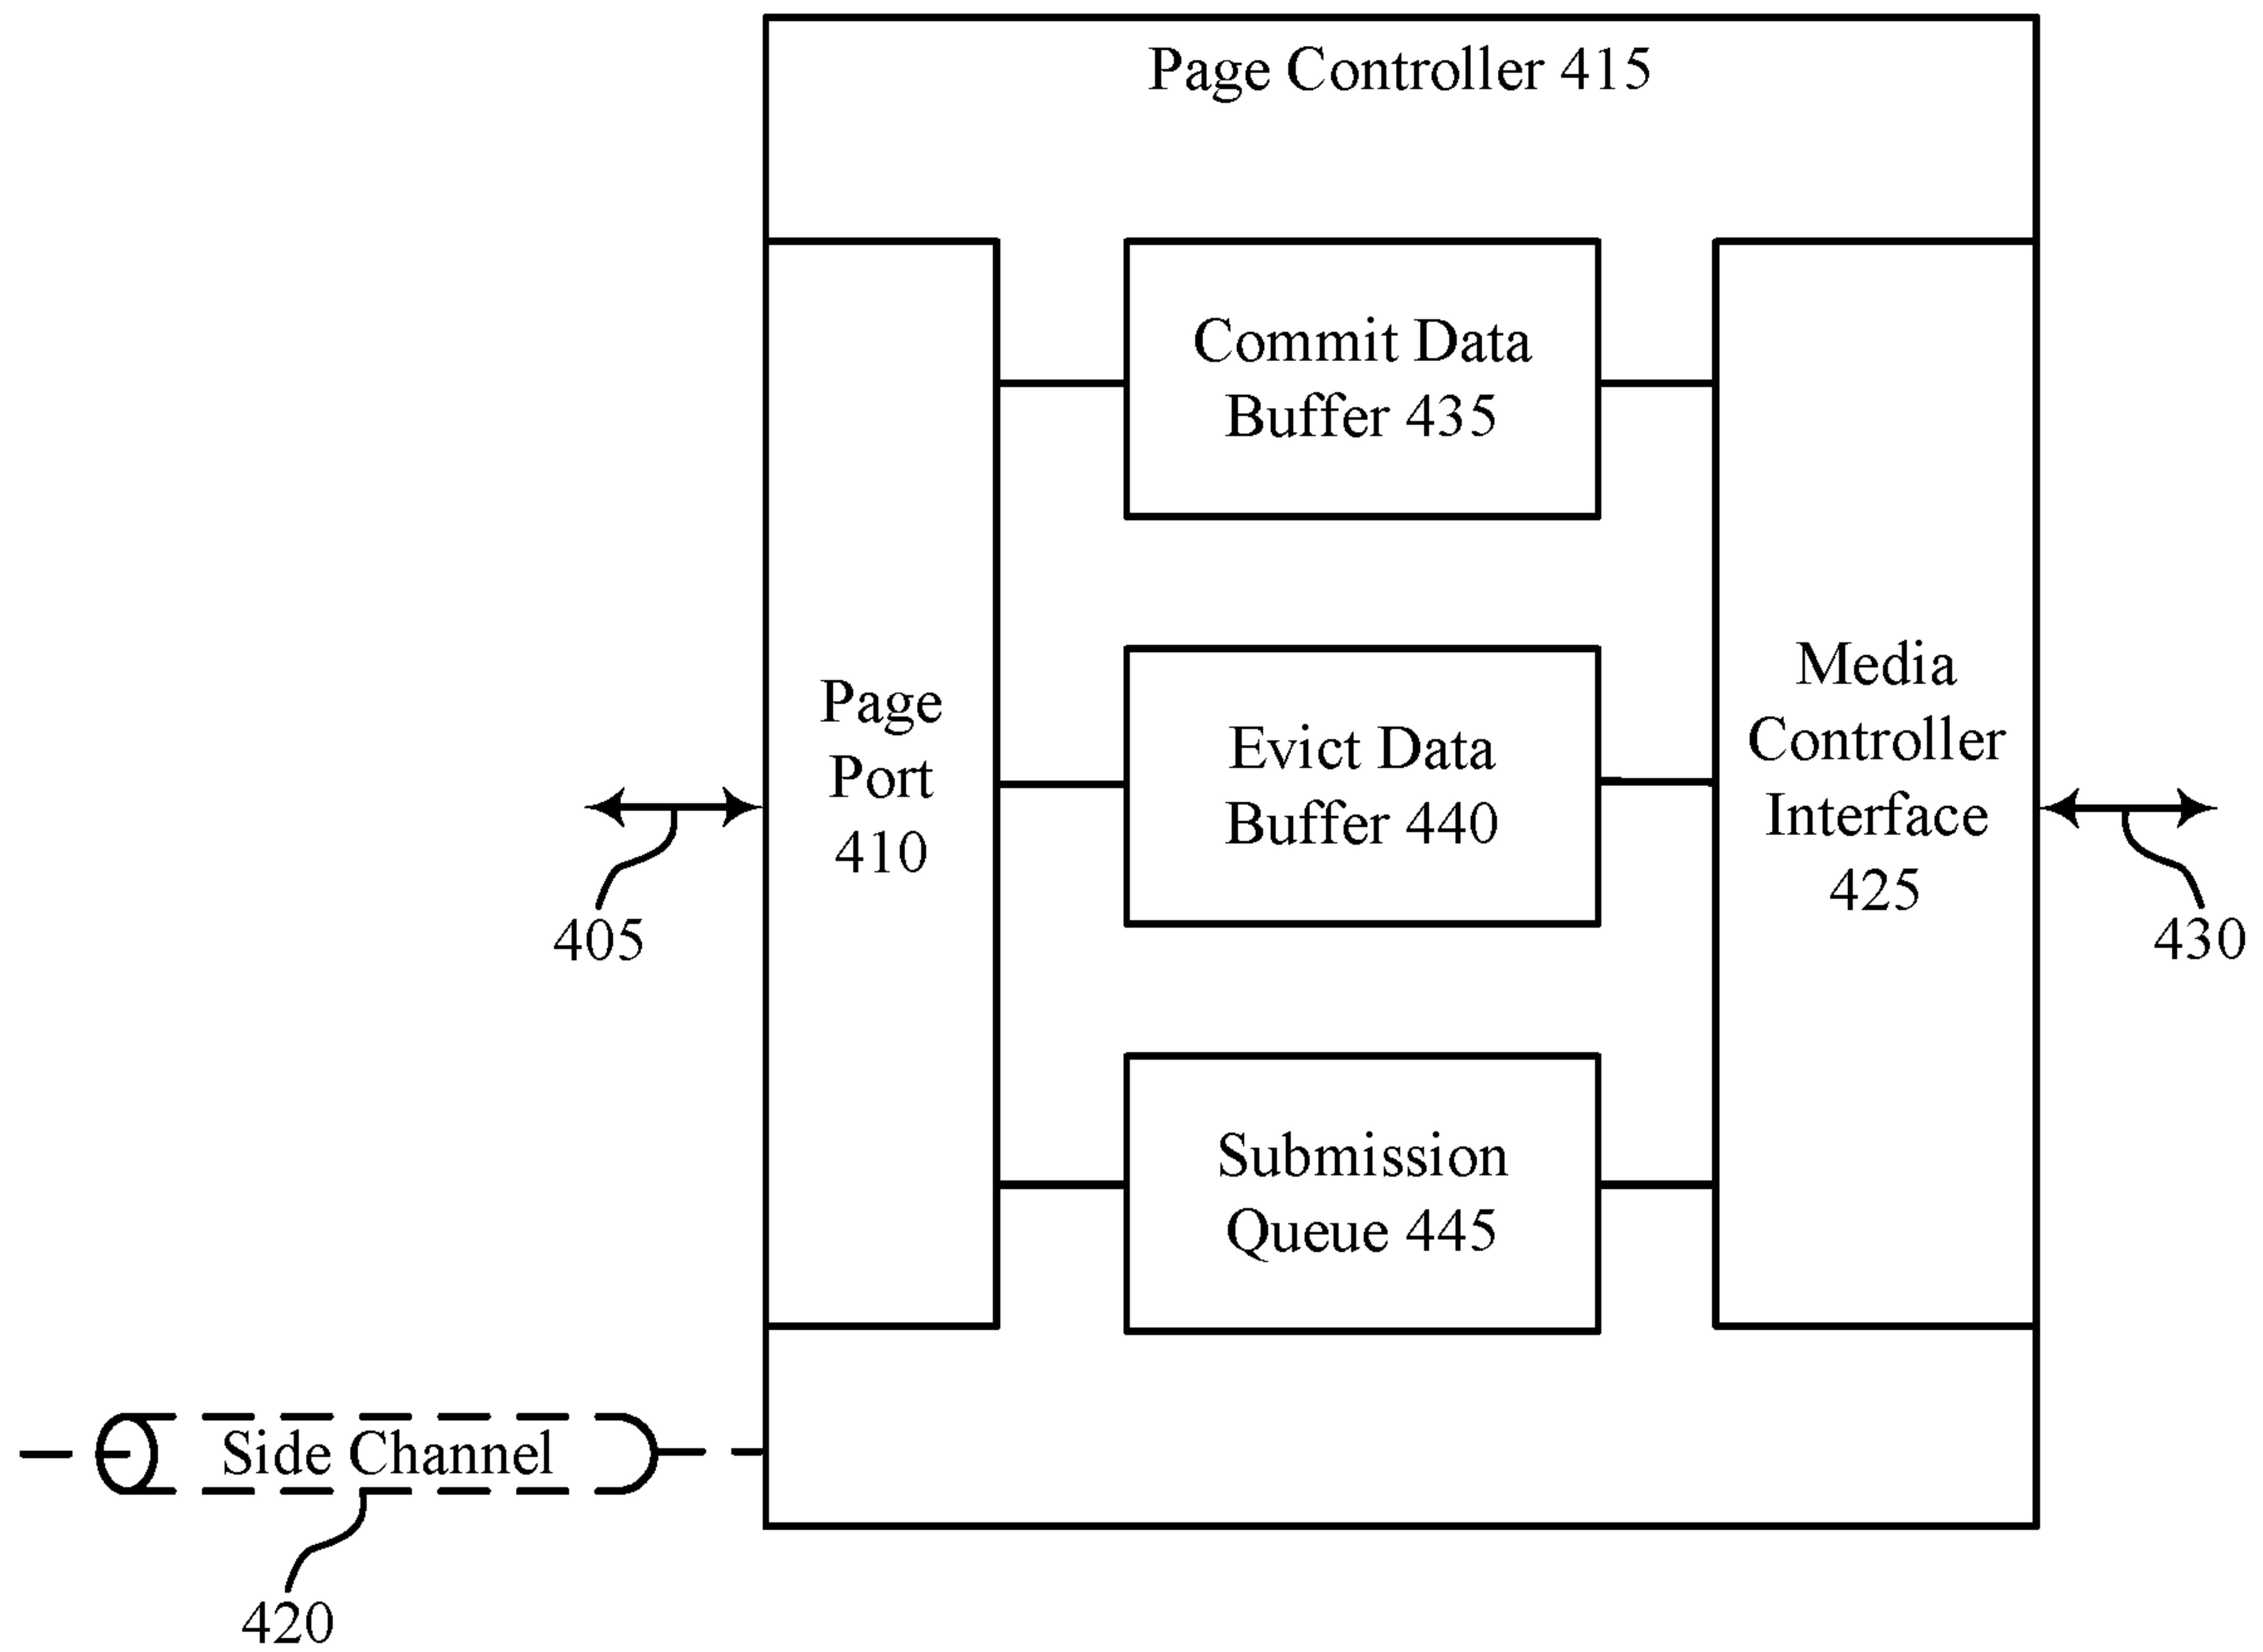 Page Controller 415
Commit Data
Buffer 435
Page
Port
410
Evict Data
Buffer 440
Media
Controller
Interface
425
405
430
Submission
Queue 445
Side Channel
420